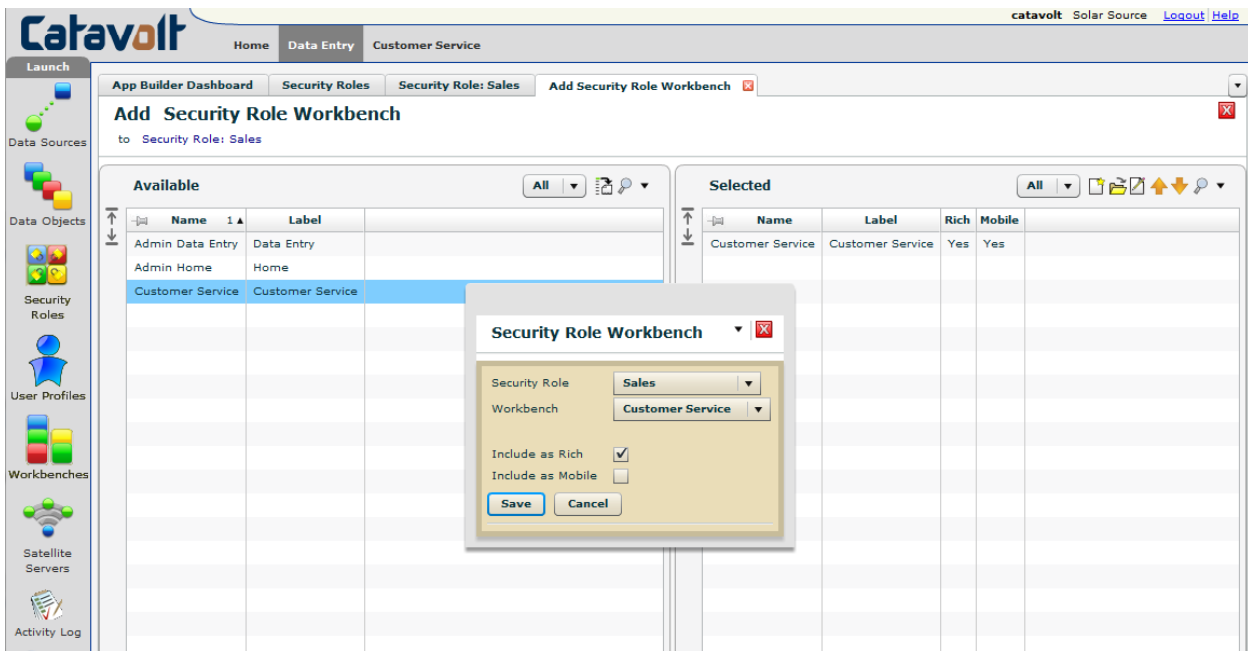 catavolt Solar Source Logout Help
Catavolt
Home Data Entry Customer Service
Launch
Data Sources
Data Objects
Security
Roles
User Profiles
Workbenches
Satellite
Servers
Activity Log
App Builder Dashboard Security Roles Security Role: Sales Add Security Role Workbench
Add Security Role Workbench
to Security Role: Sales
Available All
Name 1 Label
Admin Data Entry Data Entry
Admin Home Home
Customer Service Customer Service
Selected All
Name Label Rich Mobile
Customer Service Customer Service Yes Yes
Security Role Workbench
Security Role Sales
Workbench Customer Service
Include as Rich
Include as Mobile
Save Cancel